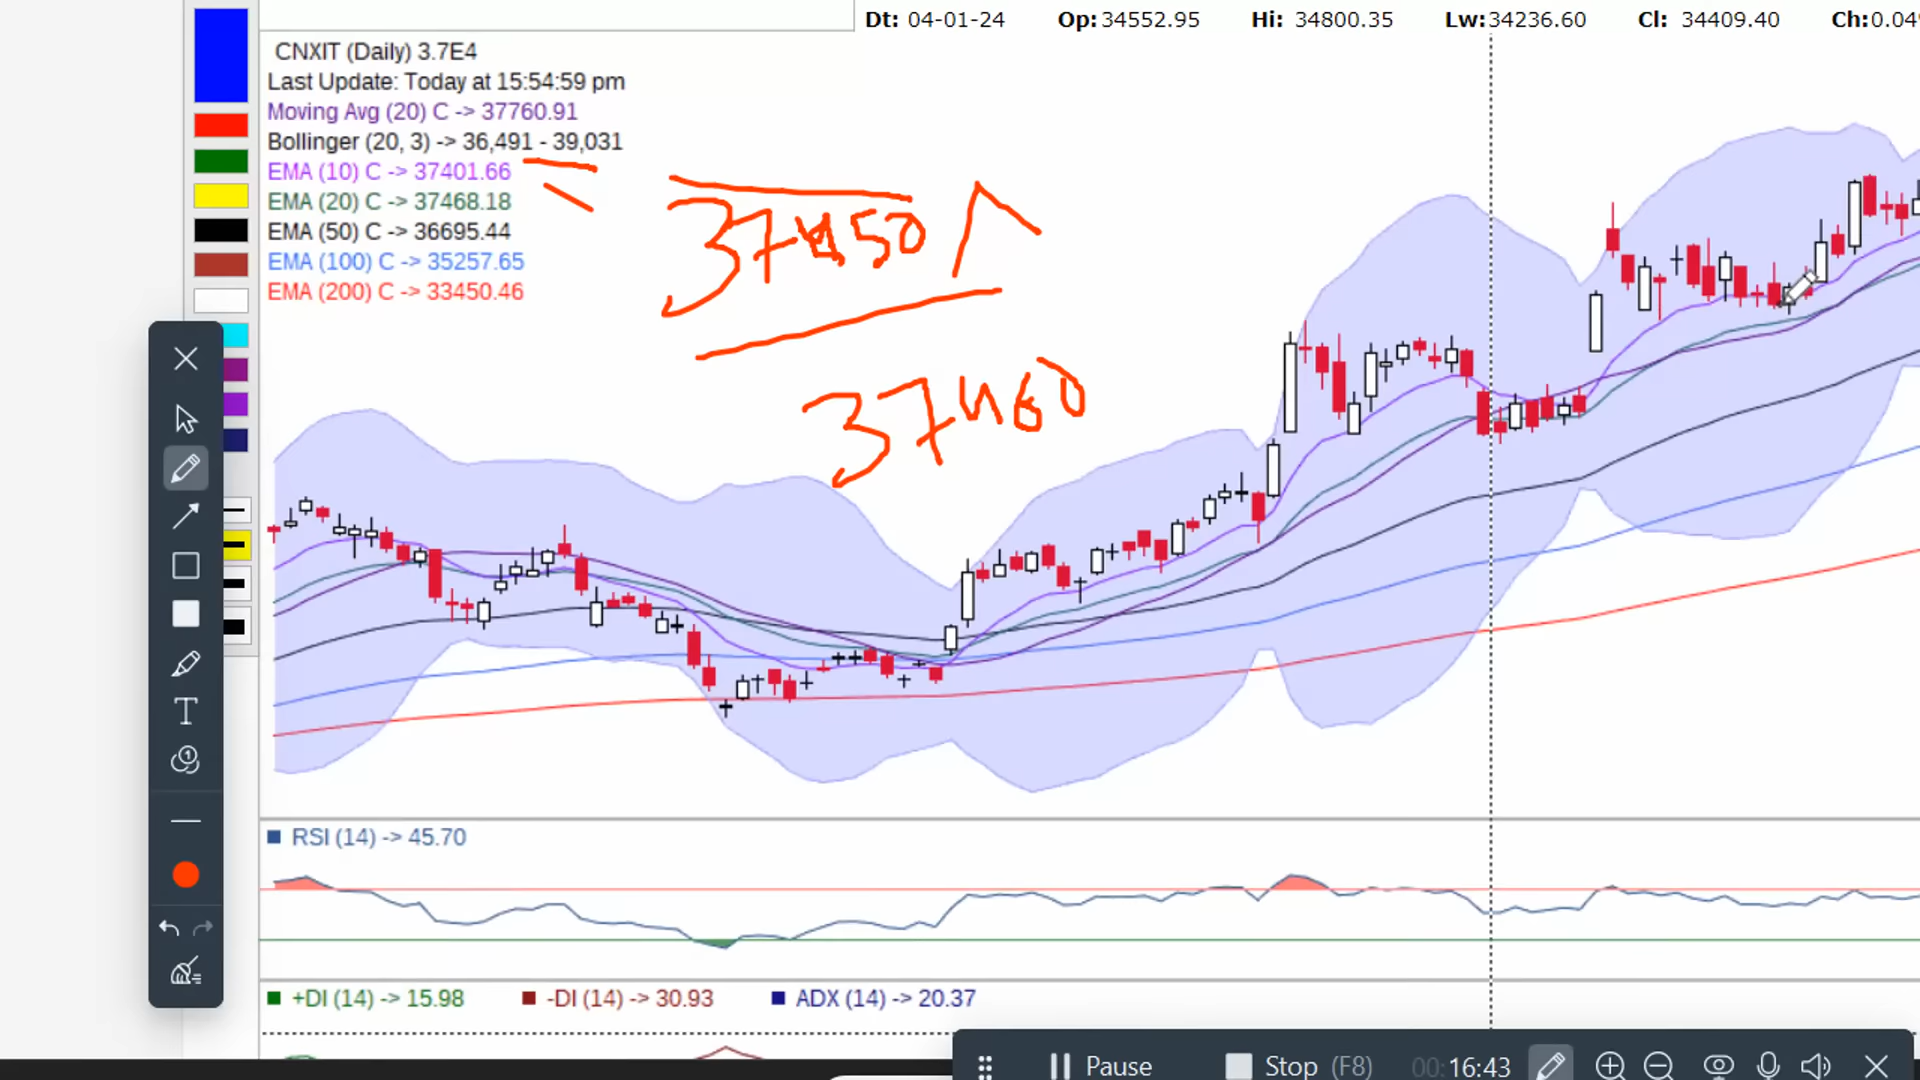 Dt: 04-01-24 Op: 34552.95 Hi: 34800.35 Lw: 34236.60 Cl: 34409.40 Ch:0.04
CNXIT (Daily) 3.7E4
Last Update: Today at 15:54:59 pm
Moving Avg (20) C -> 37760.91
Bollinger (20, 3) -> 36,491 - 39,031
EMA (10) C -> 37401.66
EMA (20) C -> 37468.18
EMA (50) C -> 36695.44
EMA (100) C -> 35257.65
EMA (200) C -> 33450.46
37450
37460
T
1
RSI (14) -> 45.70
+DI (14) -> 15.98 -DI (14) -> 30.93 ADX (14) -> 20.37
Pause Stop (F8) 00:16:43